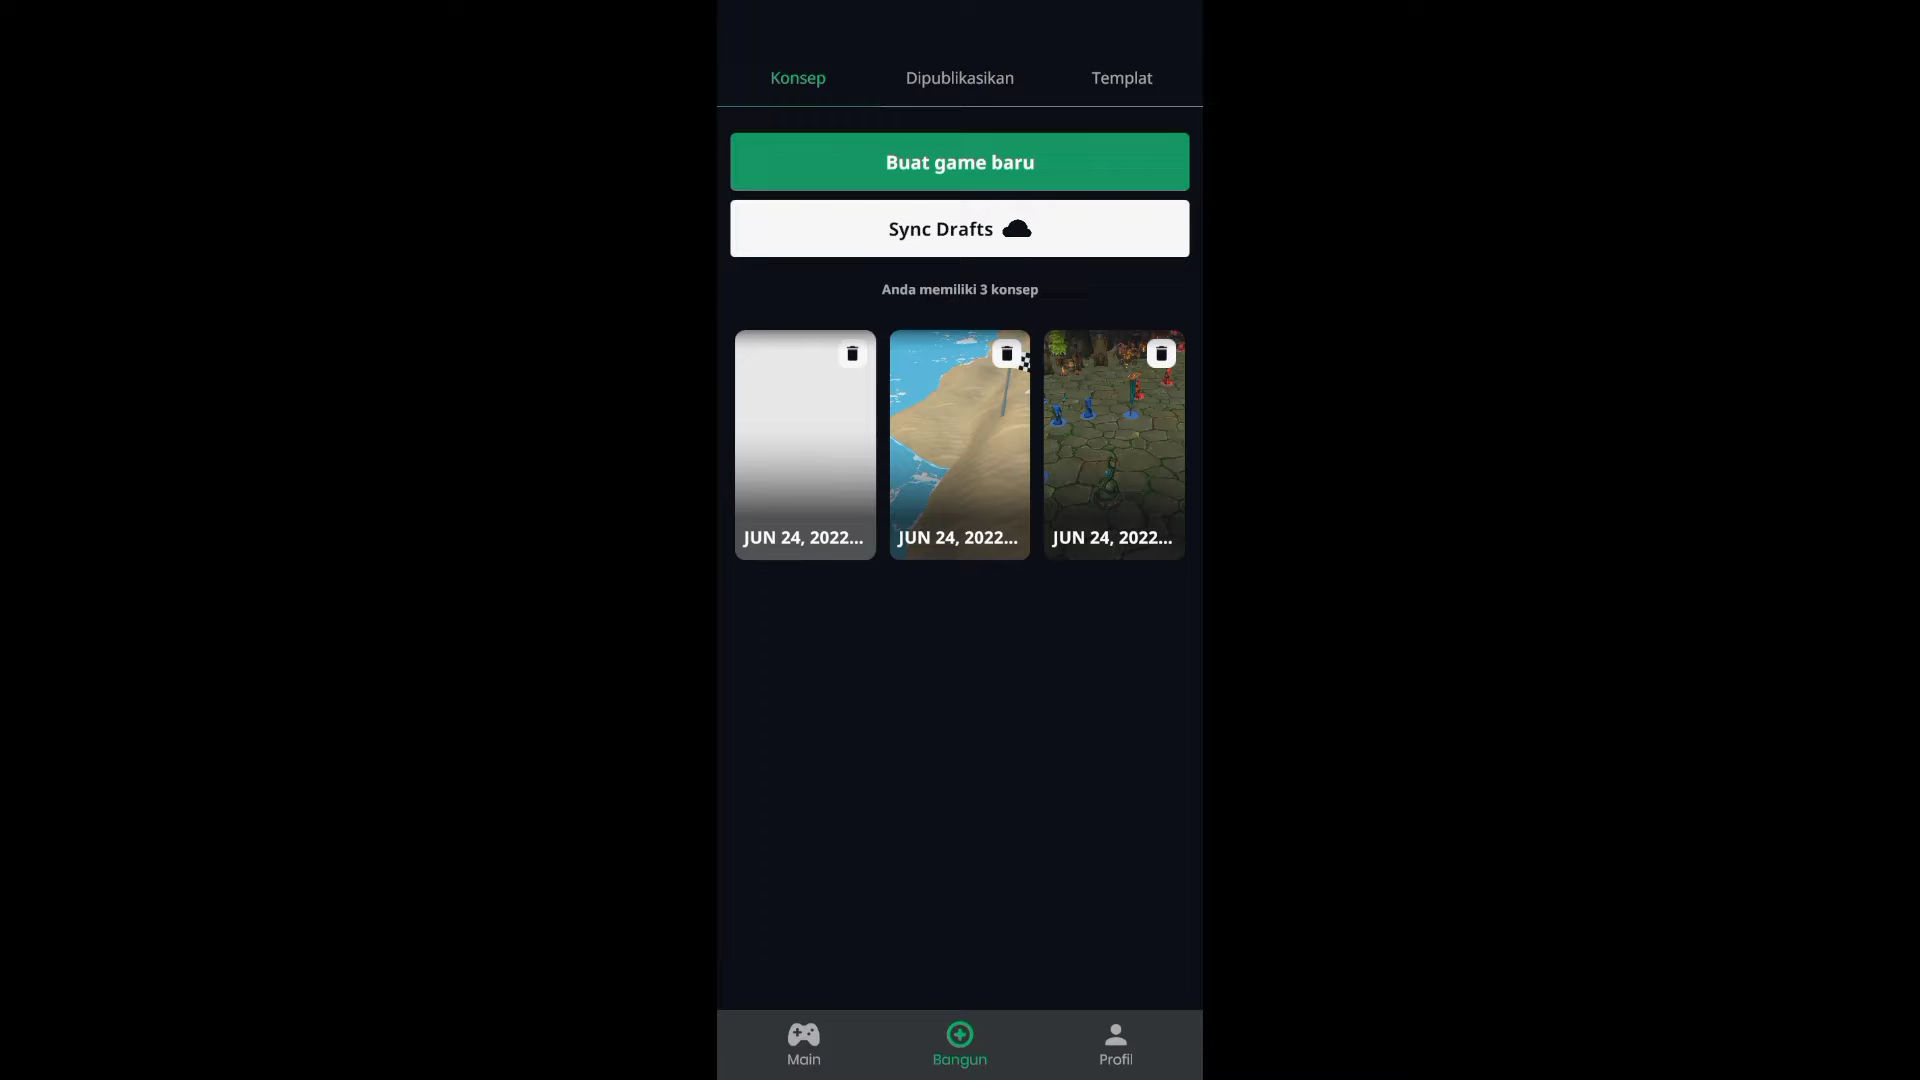 Konsep Dipublikasikan Templat
Buat game baru
Sync Drafts
Anda memiliki 3 konsep
JUN 24, 2022... JUN 24, 2022... JUN 24, 2022...
Main Bangun Profil